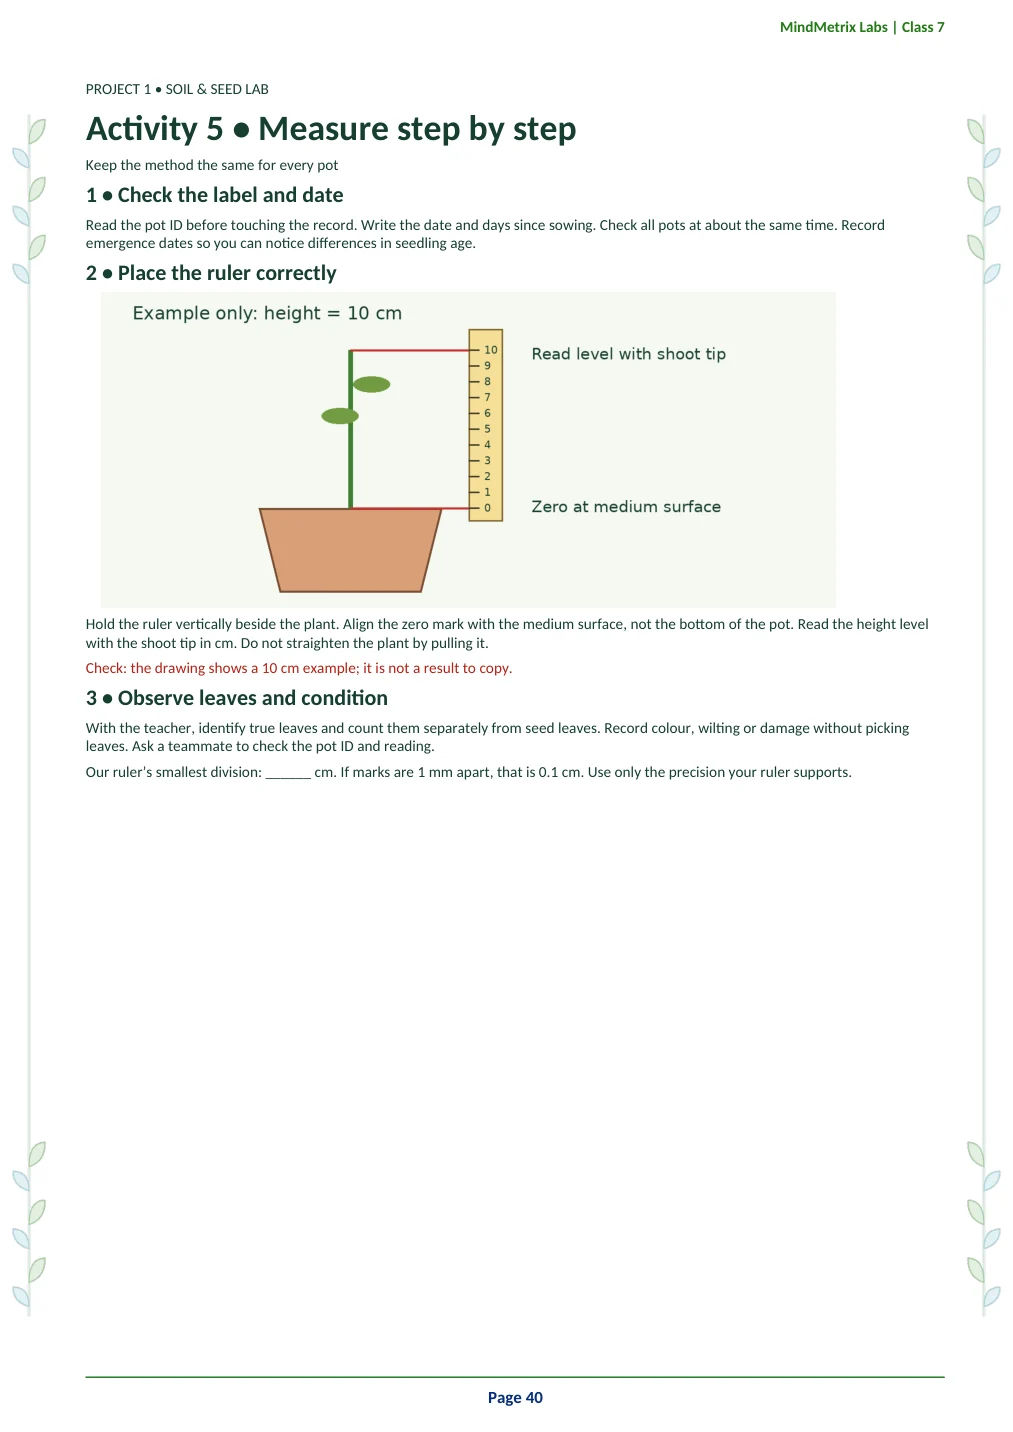 MindMetrix Labs | Class 7
PROJECT 1 ● SOIL & SEED LAB
Activity 5 ● Measure step by step
Keep the method the same for every pot
1 ● Check the label and date
Read the pot ID before touching the record. Write the date and days since sowing. Check all pots at about the same time. Record
emergence dates so you can notice differences in seedling age.
2 ● Place the ruler correctly
Example only: height = 10 cm
10
Read level with shoot tip
9
8
7
6
5
4
3
2
1
0
Zero at medium surface
Hold the ruler vertically beside the plant. Align the zero mark with the medium surface, not the bottom of the pot. Read the height level
with the shoot tip in cm. Do not straighten the plant by pulling it.
Check: the drawing shows a 10 cm example; it is not a result to copy.
3 ● Observe leaves and condition
With the teacher, identify true leaves and count them separately from seed leaves. Record colour, wilting or damage without picking
leaves. Ask a teammate to check the pot ID and reading.
Our ruler's smallest division: ______ cm. If marks are 1 mm apart, that is 0.1 cm. Use only the precision your ruler supports.
Page 40